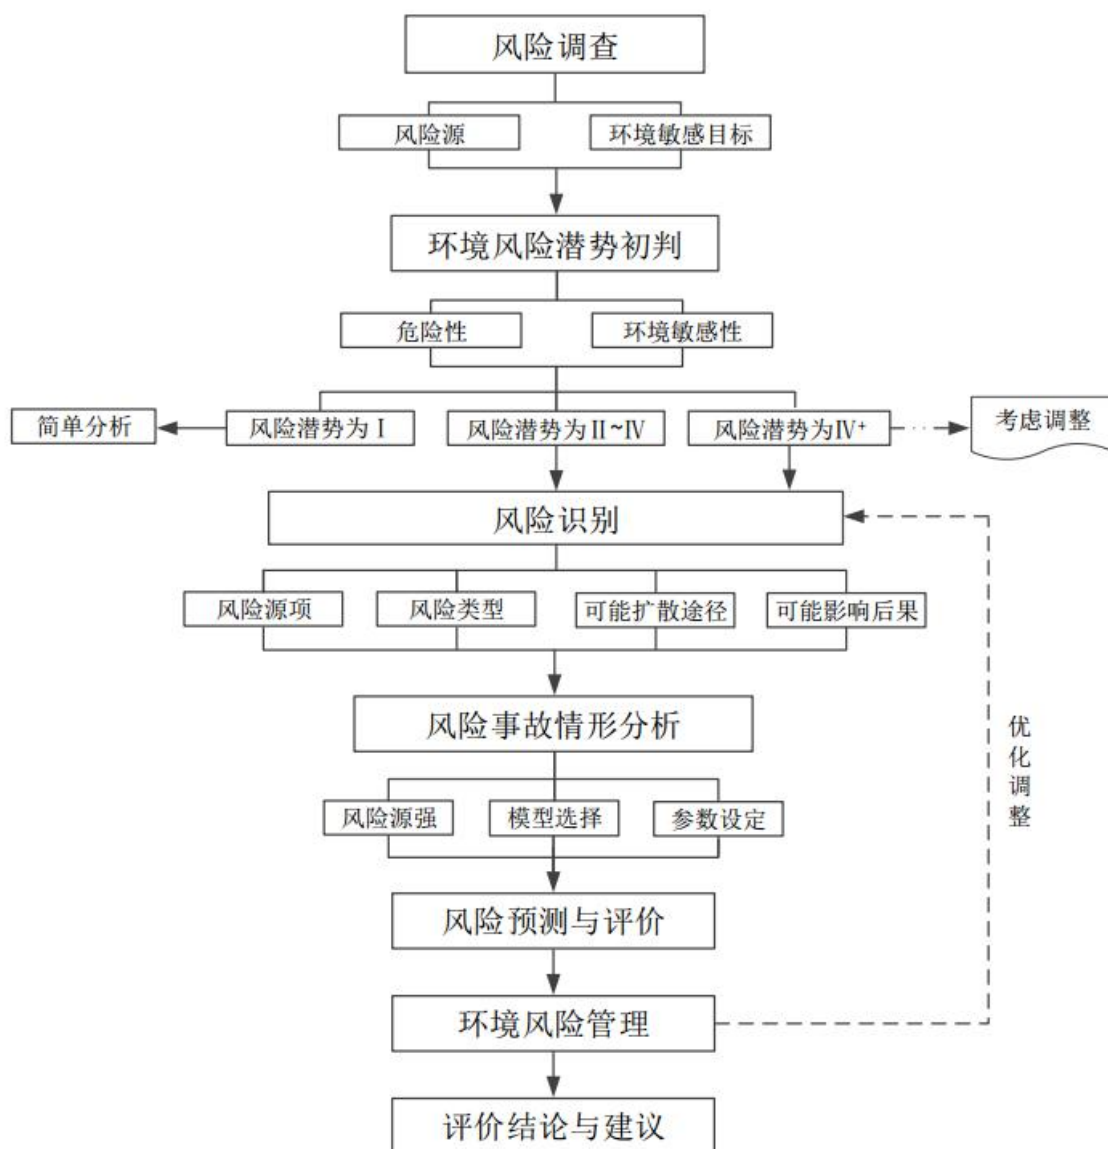 风险调查
风险源
环境敏感目标
环境风险潜势初判
危险性
环境敏感性
简单分析
风险潜势为Ⅰ
风险潜势为Ⅱ~Ⅳ
风险潜势为Ⅳ⁺
考虑调整
风险识别
风险源项
风险类型
可能扩散途径
可能影响后果
风险事故情形分析
优化调整
风险源强
模型选择
参数设定
风险预测与评价
环境风险管理
评价结论与建议